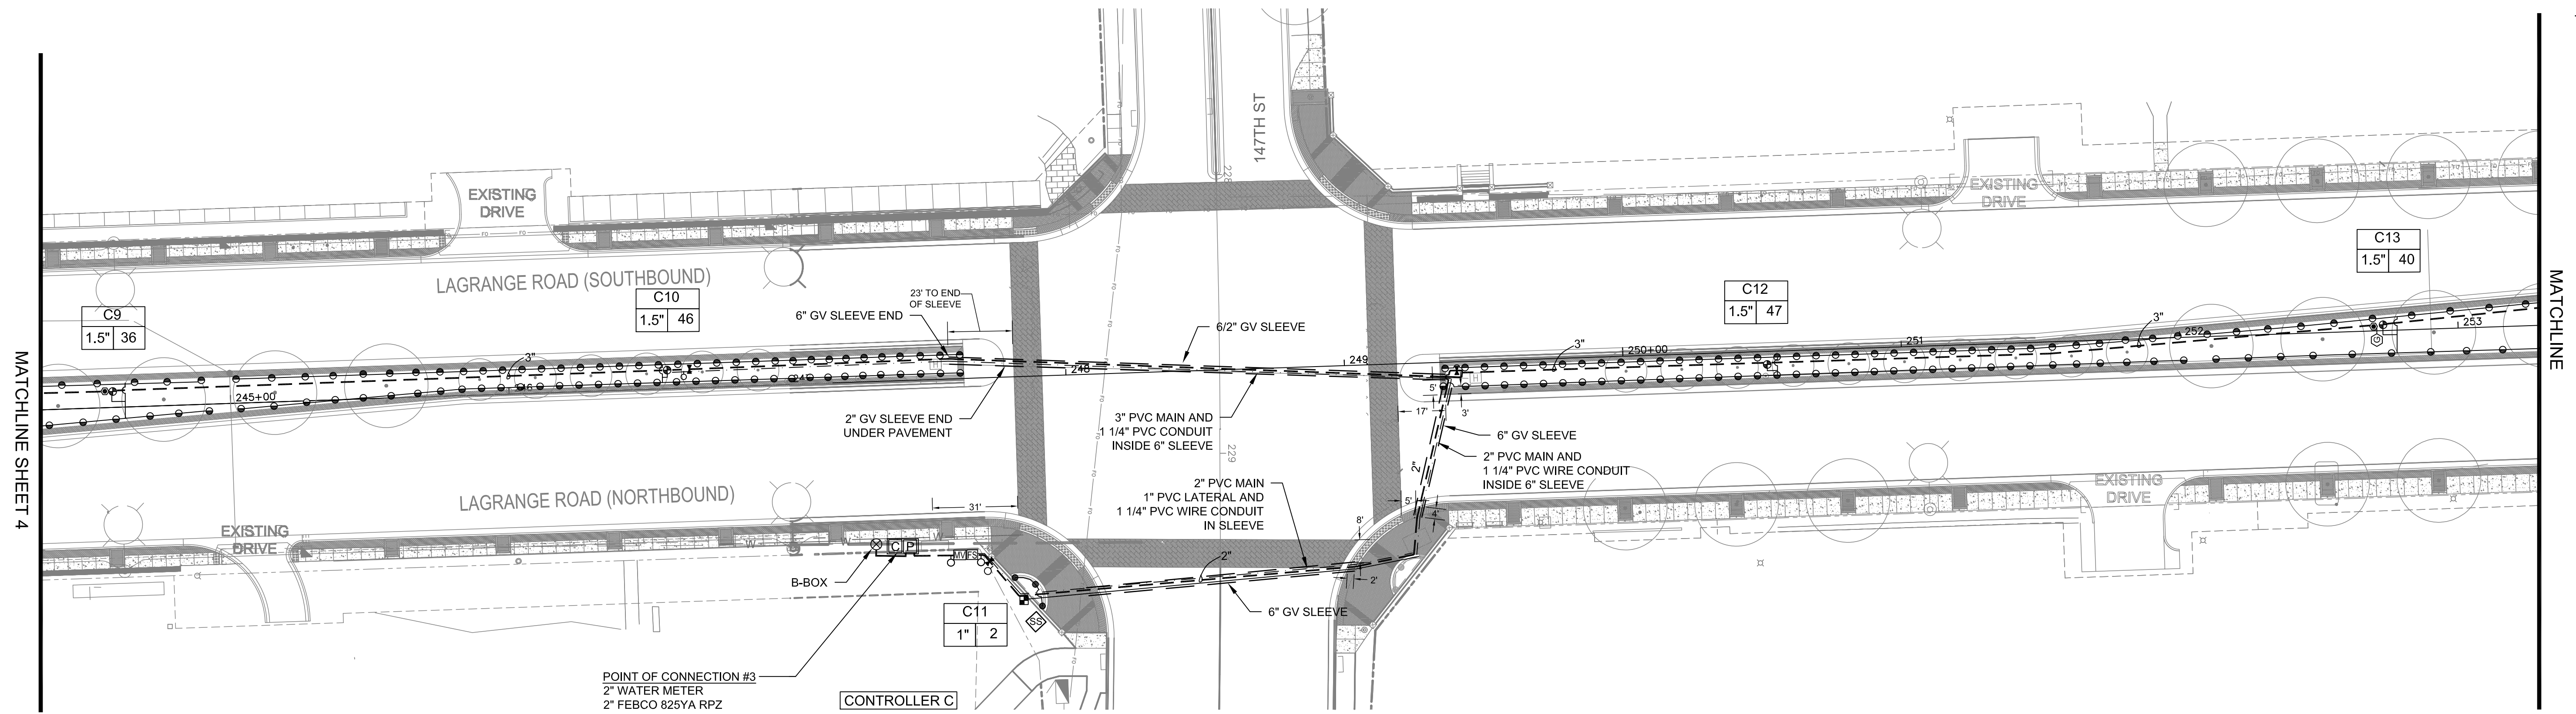 MATCHLINE SHEET 4
MATCHLINE
147TH ST
EXISTING
DRIVE
EXISTING
DRIVE
LAGRANGE ROAD (SOUTHBOUND)
C9
1.5" 36
C10
1.5" 46
23' TO END
OF SLEEVE
6" GV SLEEVE END
6/2" GV SLEEVE
C12
1.5" 47
C13
1.5" 40
228
3"
245+00
246
248
249
3"
250+00
251
252
3"
253
2" GV SLEEVE END
UNDER PAVEMENT
3" PVC MAIN AND
1 1/4" PVC CONDUIT
INSIDE 6" SLEEVE
229
5'
17'
3'
6" GV SLEEVE
2"
2" PVC MAIN AND
1 1/4" PVC WIRE CONDUIT
INSIDE 6" SLEEVE
LAGRANGE ROAD (NORTHBOUND)
31'
2" PVC MAIN
1" PVC LATERAL AND
1 1/4" PVC WIRE CONDUIT
IN SLEEVE
8'
5'
4'
EXISTING
DRIVE
EXISTING
DRIVE
W W W
C P
MV FS
B-BOX
2"
2'
6" GV SLEEVE
C11
1" 2
SS
POINT OF CONNECTION #3
2" WATER METER
2" FEBCO 825YA RPZ
CONTROLLER C